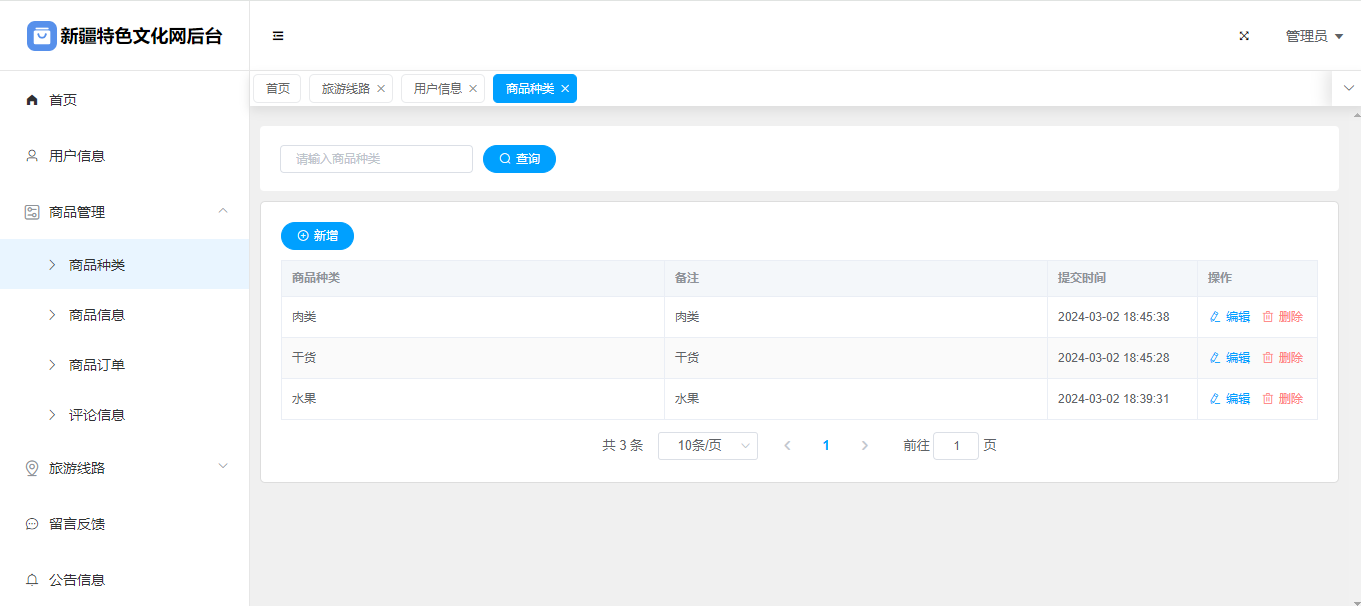 新疆特色文化网后台
管理员
首页
用户信息
商品管理
商品种类
商品信息
商品订单
评论信息
旅游线路
留言反馈
公告信息
首页 旅游线路 用户信息 商品种类
请输入商品种类 查询
新增
商品种类 备注 提交时间 操作
肉类 肉类 2024-03-02 18:45:38 编辑 删除
干货 干货 2024-03-02 18:45:28 编辑 删除
水果 水果 2024-03-02 18:39:31 编辑 删除
共 3 条 10条/页 1 前往 1 页